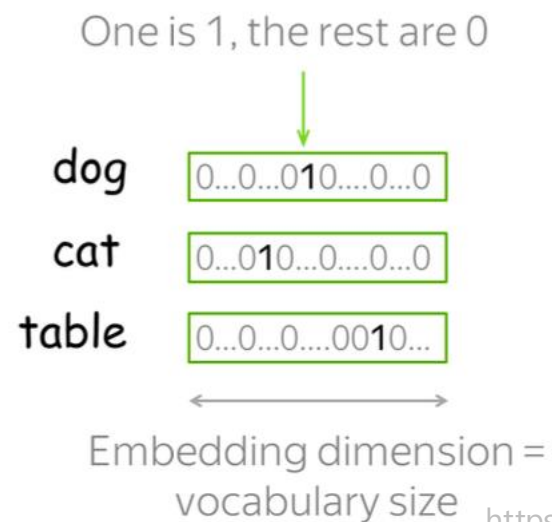 One is 1, the rest are 0
dog 0...0...010....0...0
cat 0...010...0....0...0
table 0...0...0....0010...
Embedding dimension =
vocabulary size https